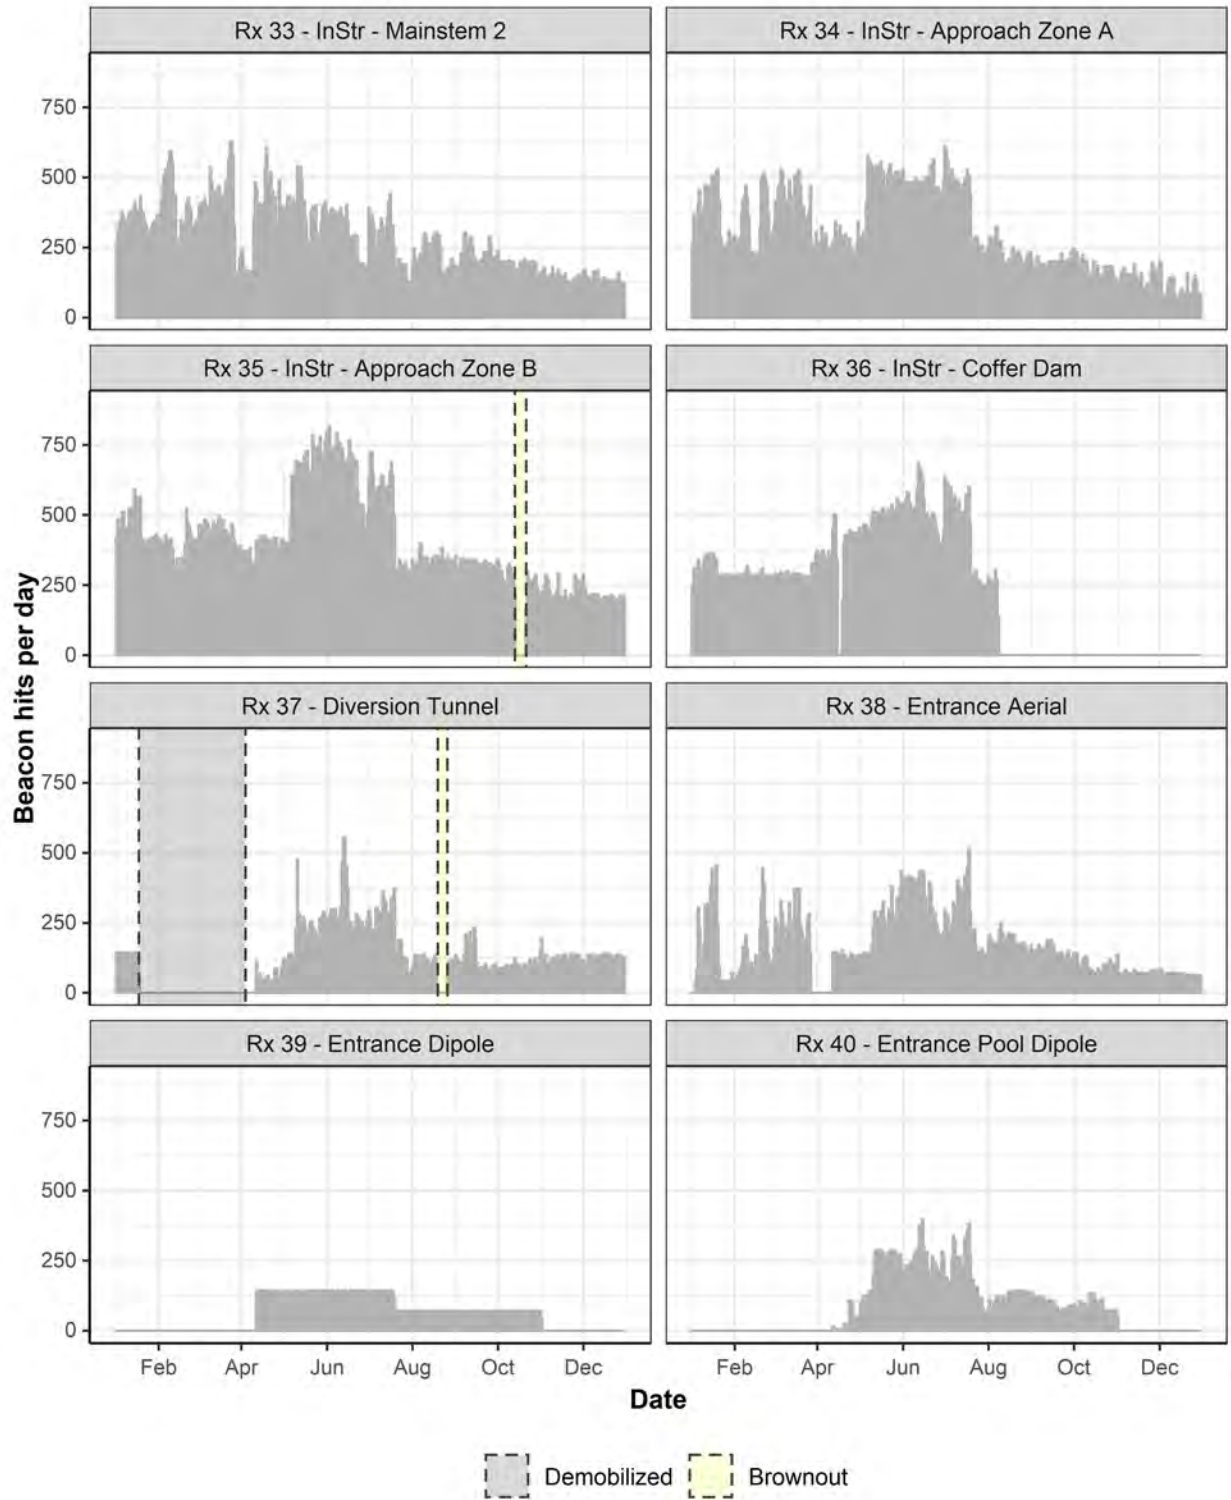 Rx 33 - InStr - Mainstem 2
Rx 34 - InStr - Approach Zone A
750
500
250
0
Rx 35 - InStr - Approach Zone B
Rx 36 - InStr - Coffer Dam
750
500
250
0
Rx 37 - Diversion Tunnel
Rx 38 - Entrance Aerial
750
500
250
0
Rx 39 - Entrance Dipole
Rx 40 - Entrance Pool Dipole
750
500
250
0
Beacon hits per day
Feb Apr Jun Aug Oct Dec
Feb Apr Jun Aug Oct Dec
Date
Demobilized
Brownout